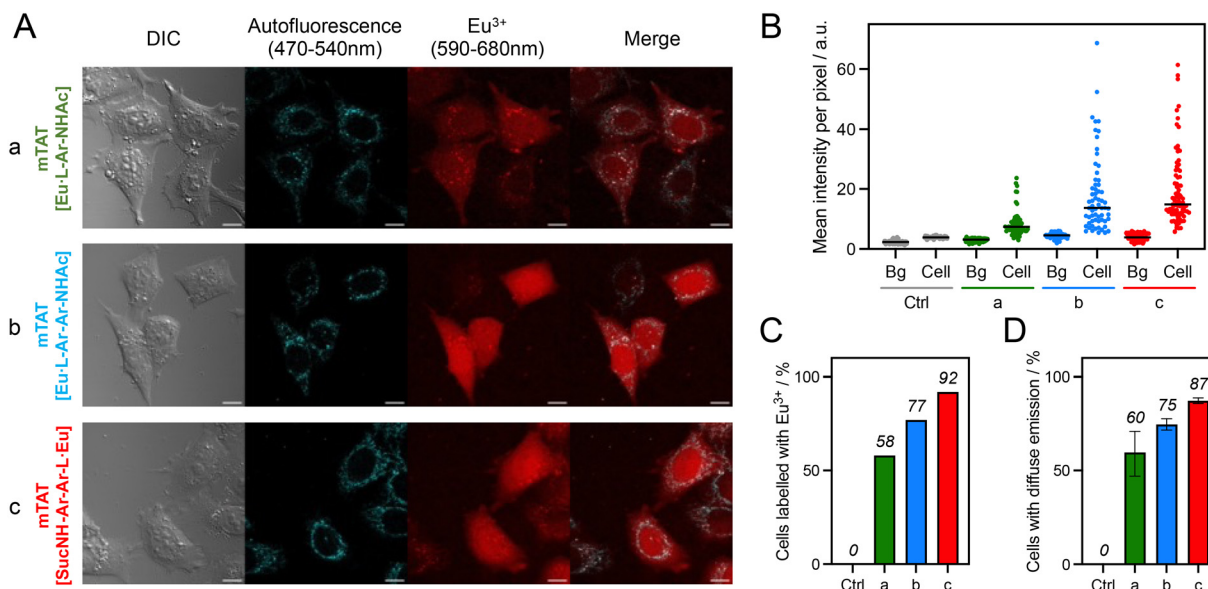 A
DIC
Autofluorescence
(470-540nm)
Eu³⁺
(590-680nm)
Merge
a
mTAT
[Eu·L-Ar-NHAc]
b
mTAT
[Eu·L-Ar-Ar-NHAc]
c
mTAT
[SucNH-Ar-Ar-L·Eu]
B
Mean intensity per pixel / a.u.
60
40
20
0
Bg Cell Bg Cell Bg Cell Bg Cell
Ctrl a b c
C
Cells labelled with Eu³⁺ / %
100
50
0
0 58 77 92
Ctrl a b c
D
Cells with diffuse emission / %
100
50
0
0 60 75 87
Ctrl a b c